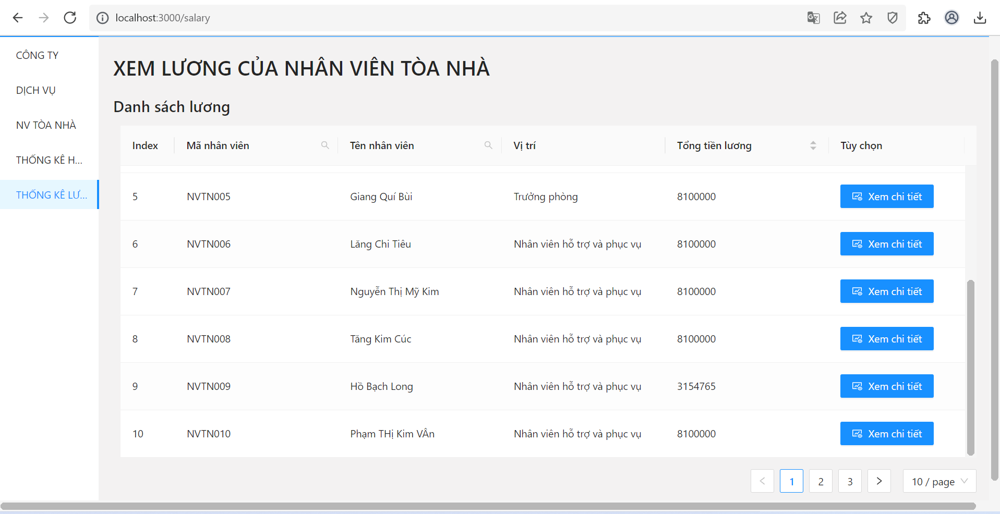 localhost:3000/salary
CÔNG TY
DỊCH VỤ
NV TÒA NHÀ
THỐNG KÊ H...
THỐNG KÊ LƯ...
XEM LƯƠNG CỦA NHÂN VIÊN TÒA NHÀ
Danh sách lương
Index Mã nhân viên Tên nhân viên Vị trí Tổng tiền lương Tùy chọn
5 NVTN005 Giang Quí Bùi Trưởng phòng 8100000 Xem chi tiết
6 NVTN006 Lăng Chi Tiêu Nhân viên hỗ trợ và phục vụ 8100000 Xem chi tiết
7 NVTN007 Nguyễn Thị Mỹ Kim Nhân viên hỗ trợ và phục vụ 8100000 Xem chi tiết
8 NVTN008 Tăng Kim Cúc Nhân viên hỗ trợ và phục vụ 8100000 Xem chi tiết
9 NVTN009 Hồ Bạch Long Nhân viên hỗ trợ và phục vụ 3154765 Xem chi tiết
10 NVTN010 Phạm THị Kim VÂn Nhân viên hỗ trợ và phục vụ 8100000 Xem chi tiết
1 2 3 10 / page